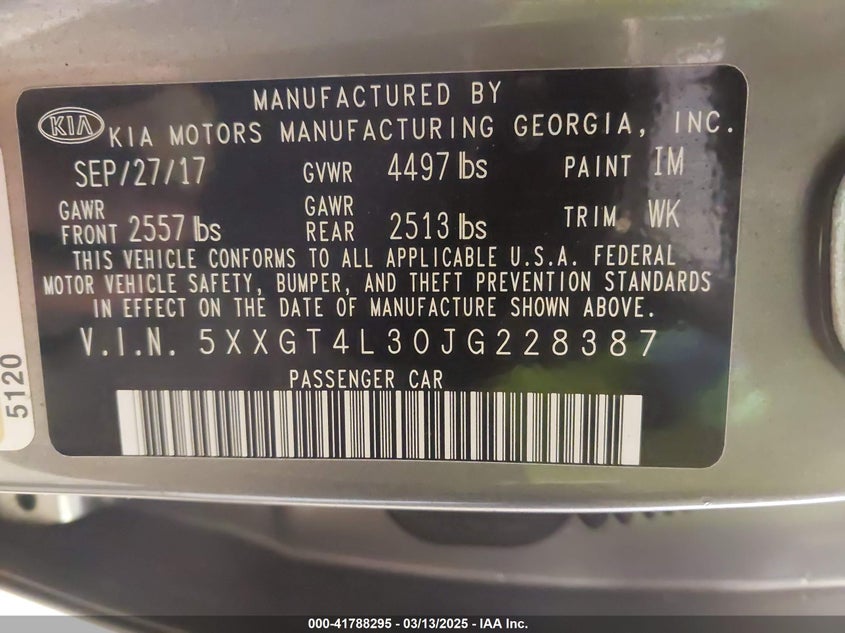 MANUFACTURED BY
KIA KIA MOTORS MANUFACTURING GEORGIA, INC.
SEP/27/17 GVWR 4497 lbs PAINT IM
GAWR FRONT 2557 lbs GAWR REAR 2513 lbs TRIM WK
THIS VEHICLE CONFORMS TO ALL APPLICABLE U.S.A. FEDERAL
MOTOR VEHICLE SAFETY, BUMPER, AND THEFT PREVENTION STANDARDS
IN EFFECT ON THE DATE OF MANUFACTURE SHOWN ABOVE.
V.I.N. 5XXGT4L30JG228387
PASSENGER CAR
5120
000-41788295 - 03/13/2025 - IAA Inc.